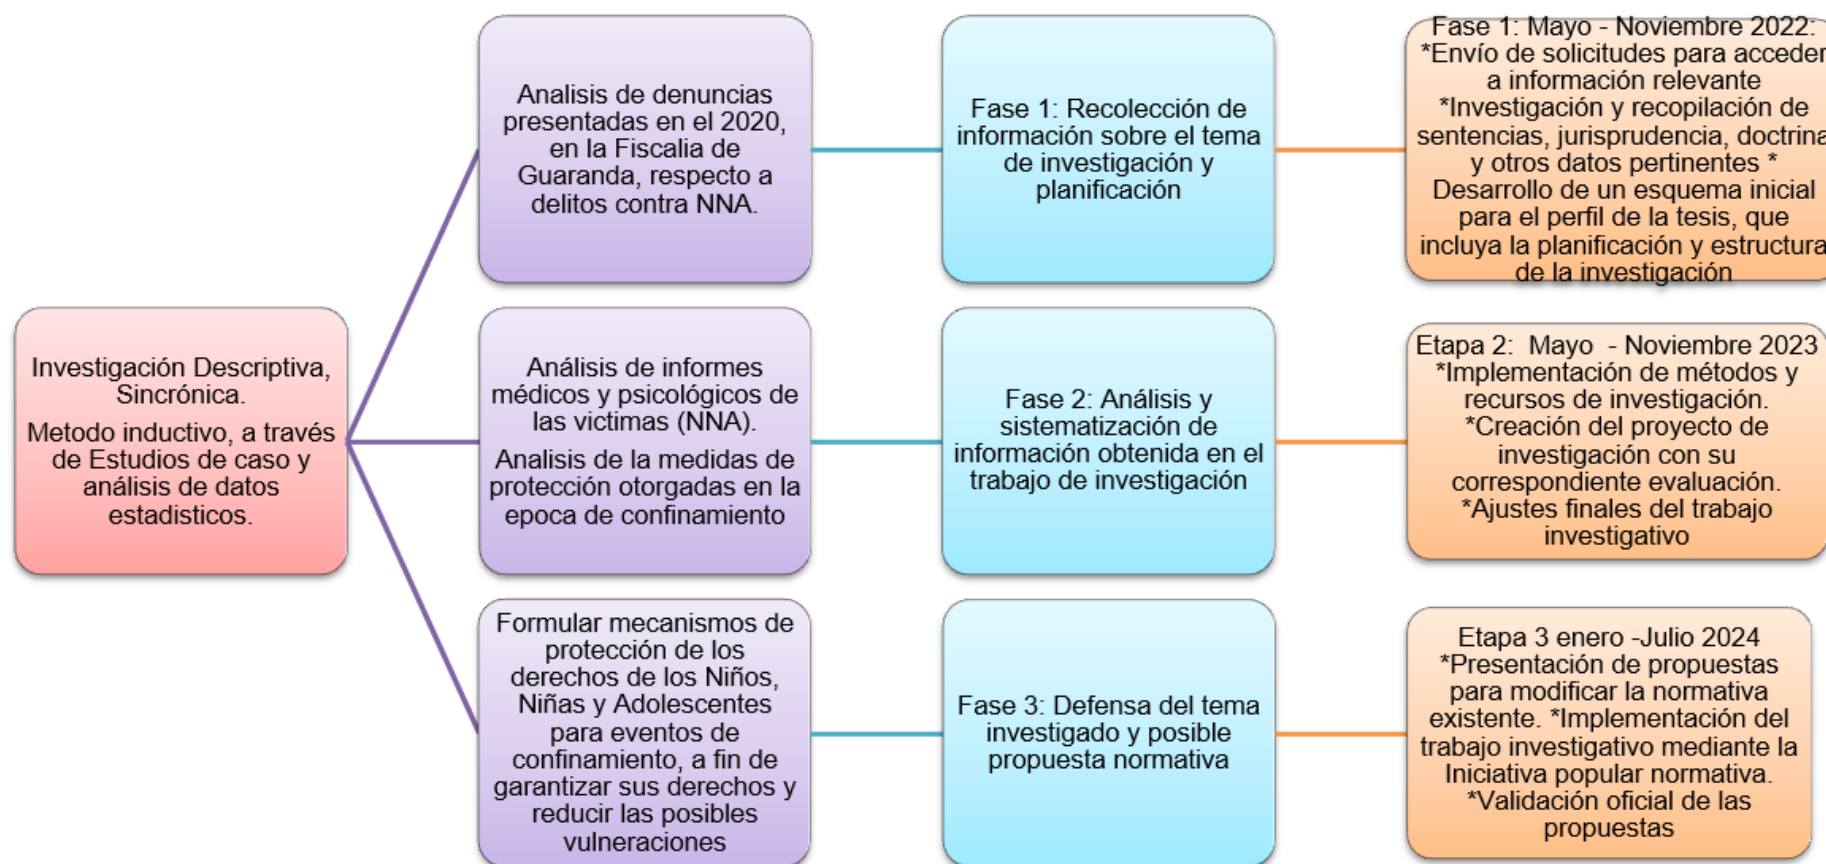 Investigación Descriptiva,
Sincrónica.
Metodo inductivo, a través
de Estudios de caso y
análisis de datos
estadisticos.
Analisis de denuncias
presentadas en el 2020,
en la Fiscalia de
Guaranda, respecto a
delitos contra NNA.
Fase 1: Recolección de
información sobre el tema
de investigación y
planificación
Fase 1: Mayo - Noviembre 2022:
*Envío de solicitudes para acceder
a información relevante
*Investigación y recopilación de
sentencias, jurisprudencia, doctrina
y otros datos pertinentes *
Desarrollo de un esquema inicial
para el perfil de la tesis, que
incluya la planificación y estructura
de la investigación
Análisis de informes
médicos y psicológicos de
las victimas (NNA).
Analisis de la medidas de
protección otorgadas en la
epoca de confinamiento
Fase 2: Análisis y
sistematización de
información obtenida en el
trabajo de investigación
Etapa 2:  Mayo  - Noviembre 2023
*Implementación de métodos y
recursos de investigación.
*Creación del proyecto de
investigación con su
correspondiente evaluación.
*Ajustes finales del trabajo
investigativo
Formular mecanismos de
protección de los
derechos de los Niños,
Niñas y Adolescentes
para eventos de
confinamiento, a fin de
garantizar sus derechos y
reducir las posibles
vulneraciones
Fase 3: Defensa del tema
investigado y posible
propuesta normativa
Etapa 3 enero -Julio 2024
*Presentación de propuestas
para modificar la normativa
existente. *Implementación del
trabajo investigativo mediante la
Iniciativa popular normativa.
*Validación oficial de las
propuestas